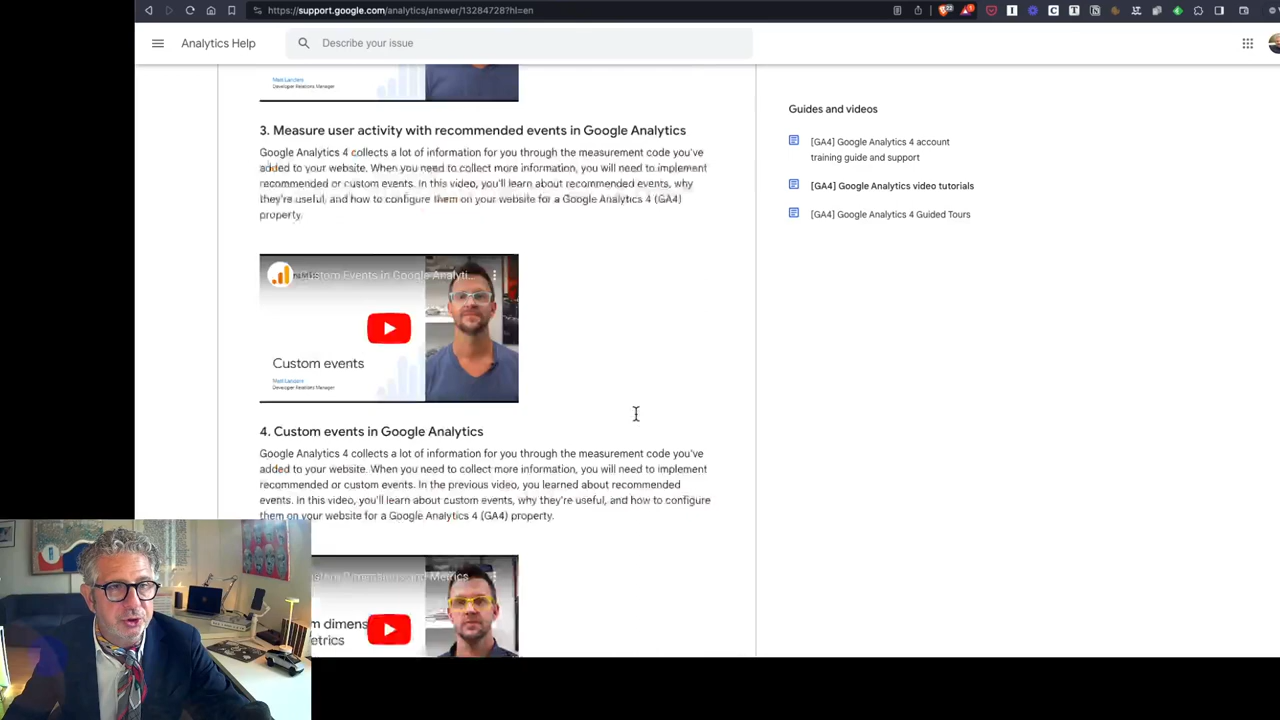 https://support.google.com/analytics/answer/13284728?hl=en
Analytics Help
Describe your issue
Matt Landers
Developer Relations Manager
3. Measure user activity with recommended events in Google Analytics
Google Analytics 4 collects a lot of information for you through the measurement code you've
added to your website. When you need to collect more information, you will need to implement
recommended or custom events. In this video, you'll learn about recommended events, why
they're useful, and how to configure them on your website for a Google Analytics 4 (GA4)
property.
Custom Events in Google Analyti...
Custom events
Matt Landers
Developer Relations Manager
4. Custom events in Google Analytics
Google Analytics 4 collects a lot of information for you through the measurement code you've
added to your website. When you need to collect more information, you will need to implement
recommended or custom events. In the previous video, you learned about recommended
events. In this video, you'll learn about custom events, why they're useful, and how to configure
them on your website for a Google Analytics 4 (GA4) property.
and Metrics
Guides and videos
[GA4] Google Analytics 4 account
training guide and support
[GA4] Google Analytics video tutorials
[GA4] Google Analytics 4 Guided Tours